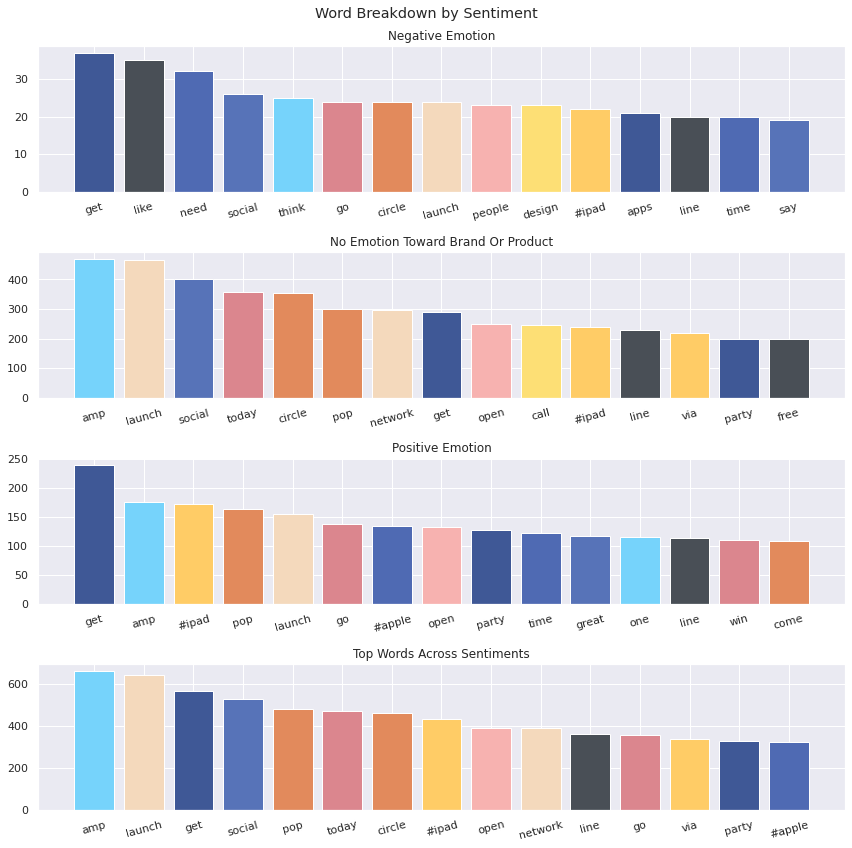 Word Breakdown by Sentiment
Negative Emotion
30
20
10
0
get like need social think go circle launch people design #ipad apps line time say
No Emotion Toward Brand Or Product
400
300
200
100
0
amp launch social today circle pop network get open call #ipad line via party free
Positive Emotion
250
200
150
100
50
0
get amp #ipad pop launch go #apple open party time great one line win come
Top Words Across Sentiments
600
400
200
0
amp launch get social pop today circle #ipad open network line go via party #apple